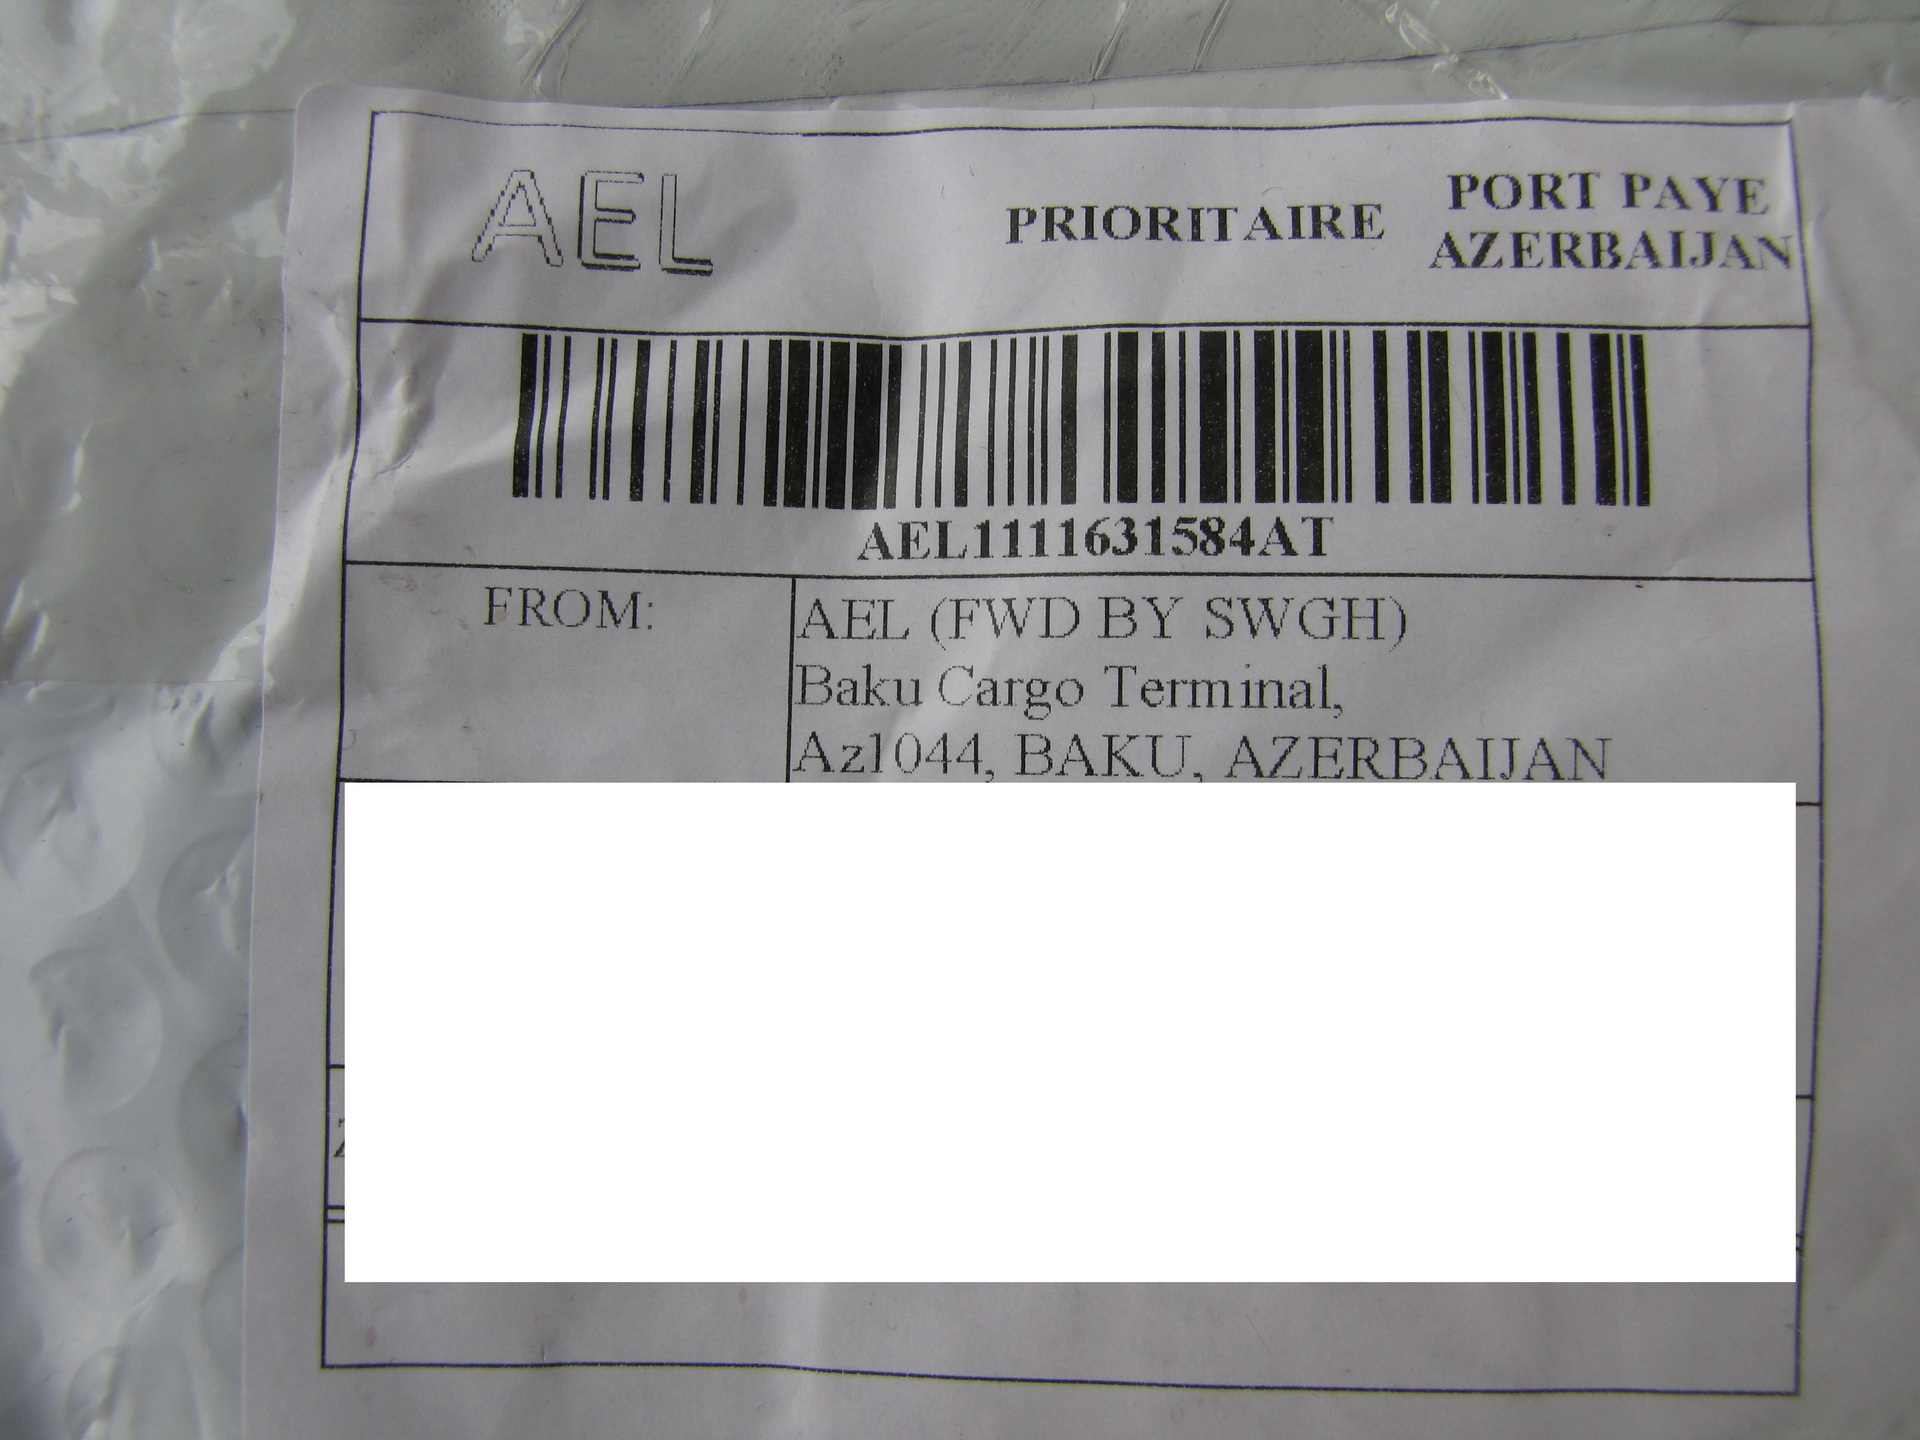 AEL
PRIORITAIRE
PORT PAYE
AZERBAIJAN
AEL1111631584AT
FROM:
AEL (FWD BY SWGH)
Baku Cargo Terminal,
Az1044, BAKU, AZERBAIJAN